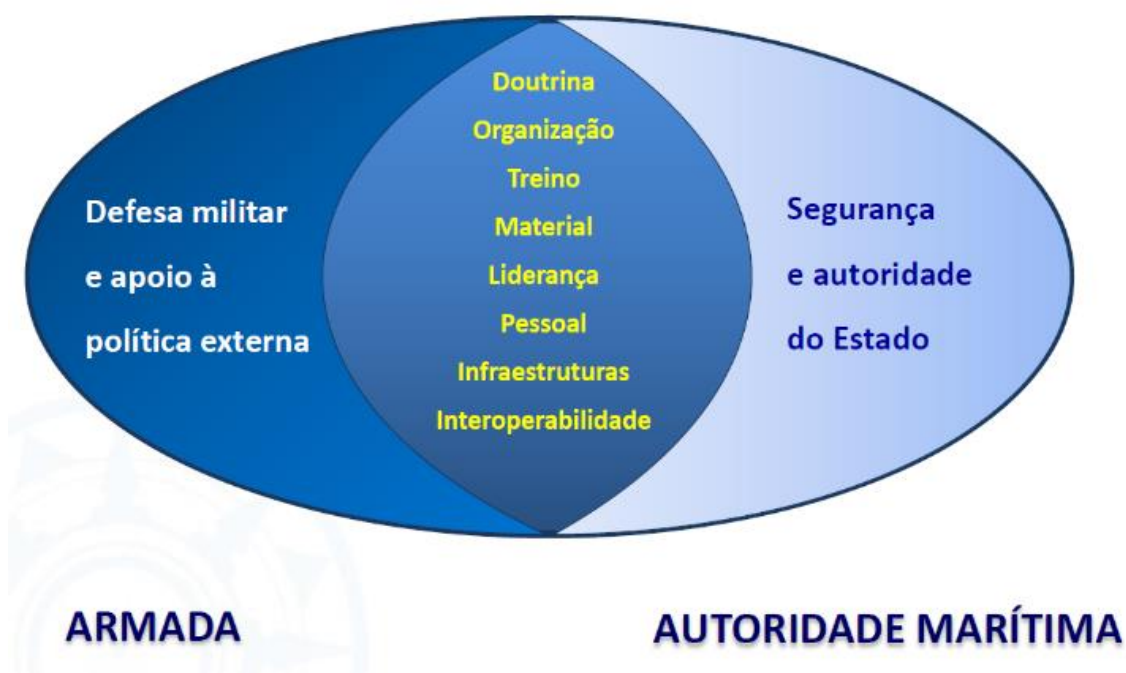 Defesa militar
e apoio à
política externa
Doutrina
Organização
Treino
Material
Liderança
Pessoal
Infraestruturas
Interoperabilidade
Segurança
e autoridade
do Estado
ARMADA
AUTORIDADE MARÍTIMA